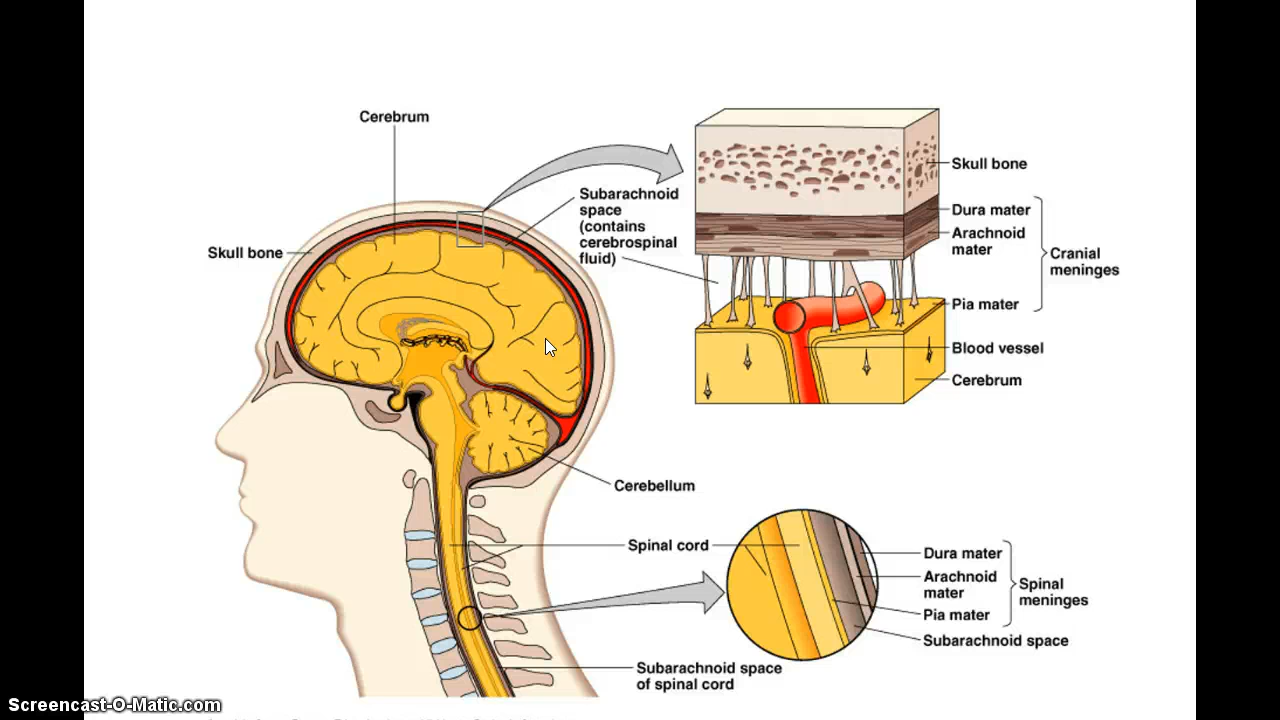 Cerebrum
Skull bone
Subarachnoid
space
(contains
cerebrospinal
fluid)
Skull bone
Dura mater
Arachnoid
mater
Cranial
meninges
Pia mater
Blood vessel
Cerebrum
Cerebellum
Spinal cord
Dura mater
Arachnoid
mater
Spinal
meninges
Pia mater
Subarachnoid space
Subarachnoid space
of spinal cord
Screencast-O-Matic.com